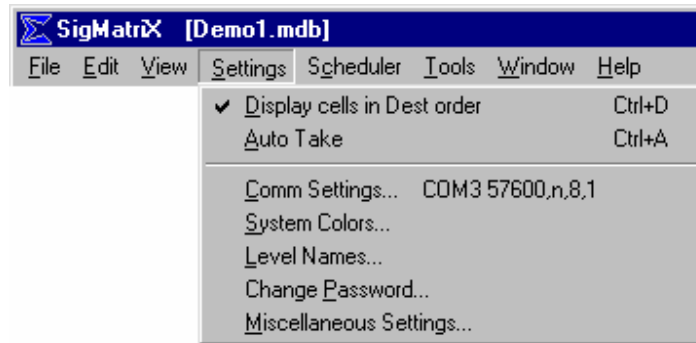 SigMatriX [Demo1.mdb]
File Edit View Settings Scheduler Tools Window Help
Display cells in Dest order Ctrl+D
Auto Take Ctrl+A
Comm Settings... COM3 57600,n,8,1
System Colors...
Level Names...
Change Password...
Miscellaneous Settings...